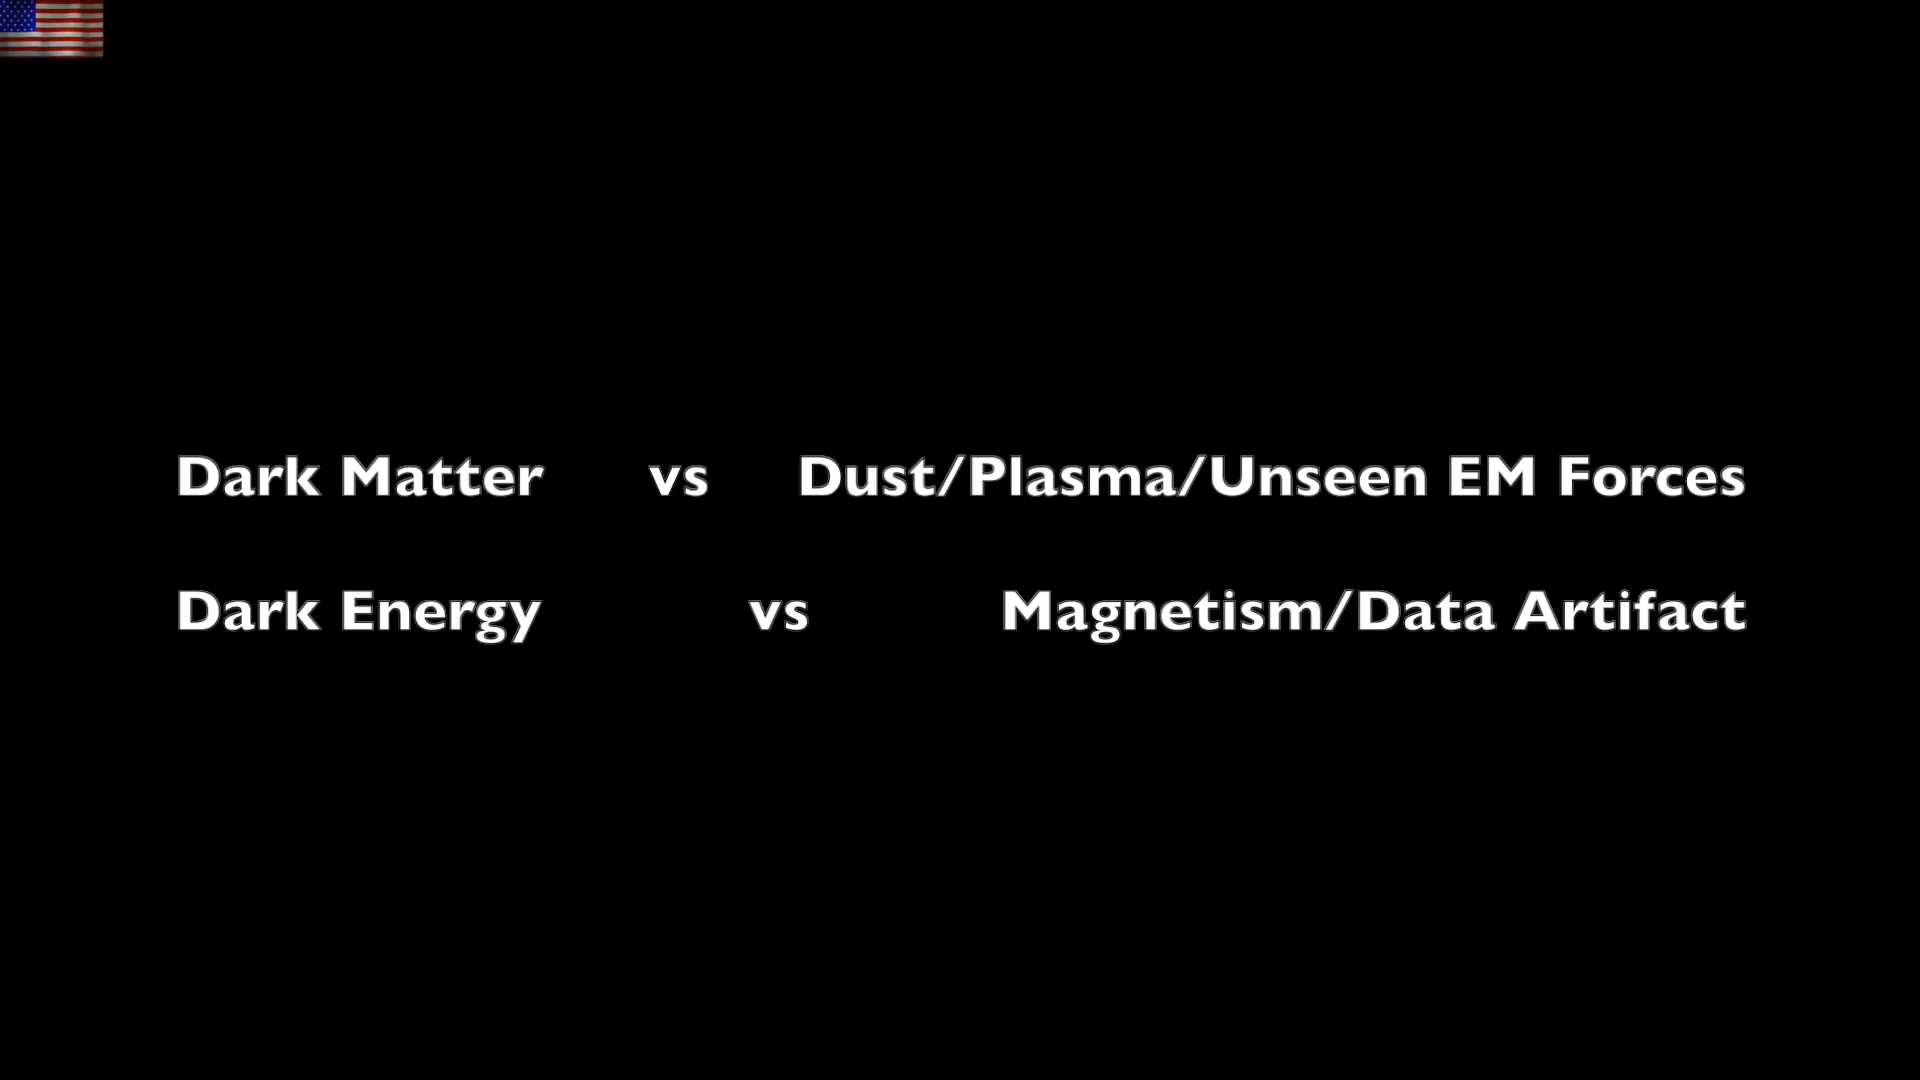 Dark Matter vs Dust/Plasma/Unseen EM Forces
Dark Energy vs Magnetism/Data Artifact